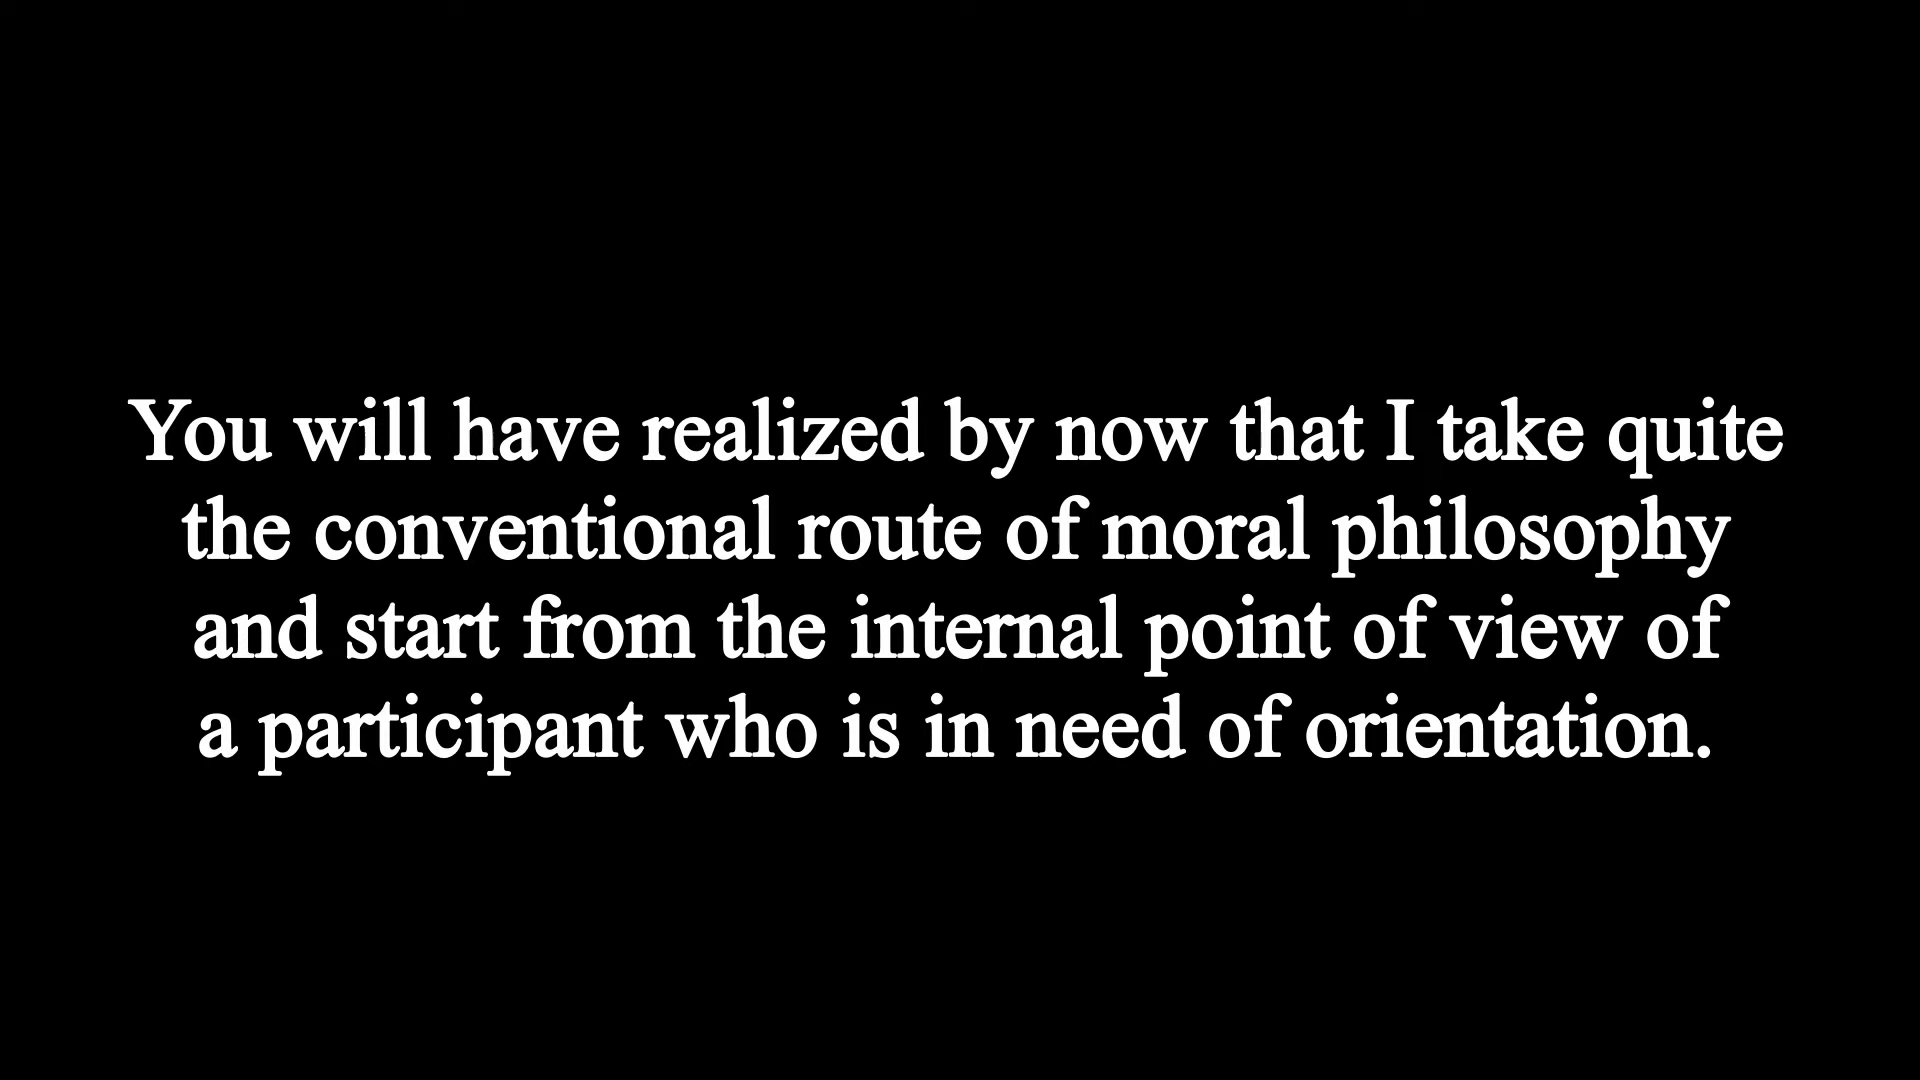 You will have realized by now that I take quite
the conventional route of moral philosophy
and start from the internal point of view of
a participant who is in need of orientation.